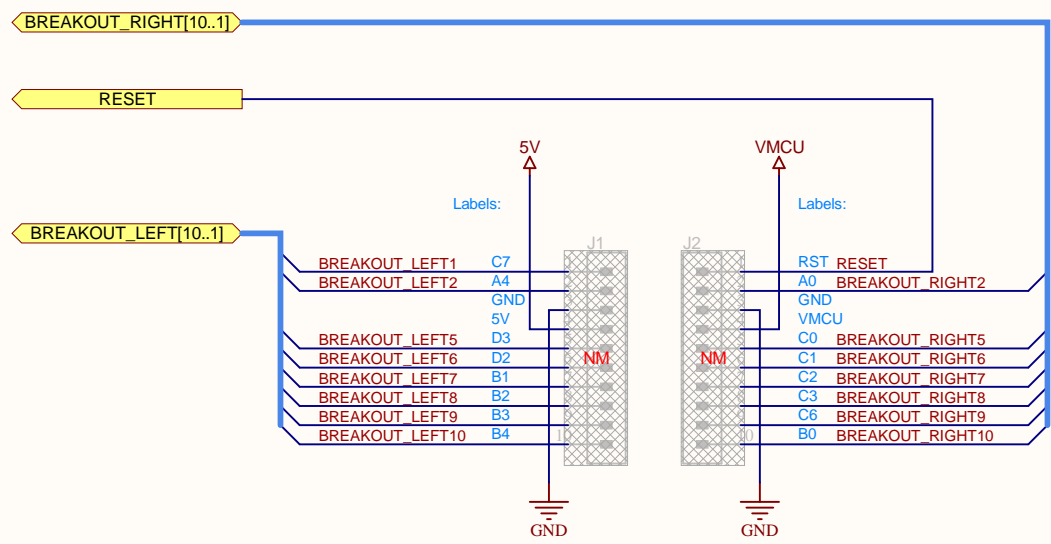 BREAKOUT_RIGHT[10..1]
RESET
5V
VMCU
Labels:
Labels:
BREAKOUT_LEFT[10..1]
J1
J2
BREAKOUT_LEFT1 C7
RST RESET
BREAKOUT_LEFT2 A4
A0 BREAKOUT_RIGHT2
GND
GND
5V
VMCU
BREAKOUT_LEFT5 D3
C0 BREAKOUT_RIGHT5
BREAKOUT_LEFT6 D2
NM
NM
C1 BREAKOUT_RIGHT6
BREAKOUT_LEFT7 B1
C2 BREAKOUT_RIGHT7
BREAKOUT_LEFT8 B2
C3 BREAKOUT_RIGHT8
BREAKOUT_LEFT9 B3
C6 BREAKOUT_RIGHT9
BREAKOUT_LEFT10 B4
B0 BREAKOUT_RIGHT10
GND
GND